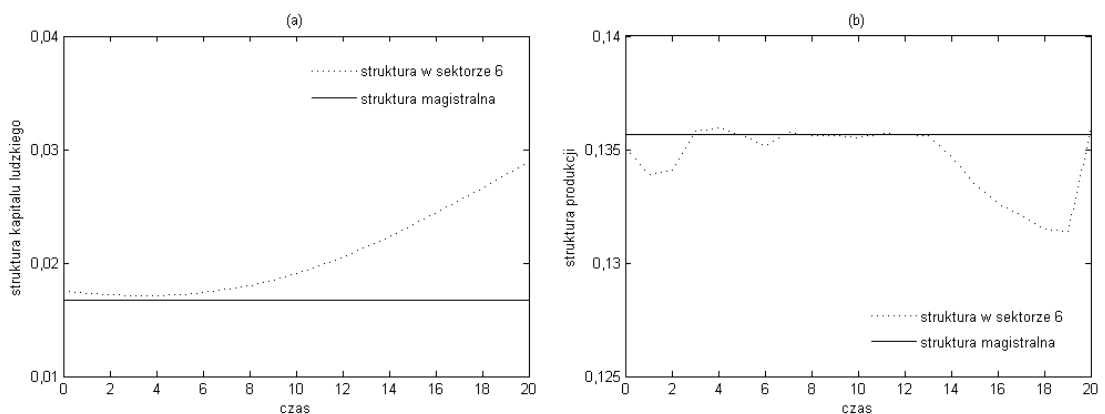 (a)
0,04
0,03
0,02
0,01
struktura kapitalu ludzkiego
struktura w sektorze 6
struktura magistralna
0 2 4 6 8 10 12 14 16 18 20
czas
(b)
0,14
0,135
0,13
0,125
struktura produkcji
struktura w sektorze 6
struktura magistralna
0 2 4 6 8 10 12 14 16 18 20
czas